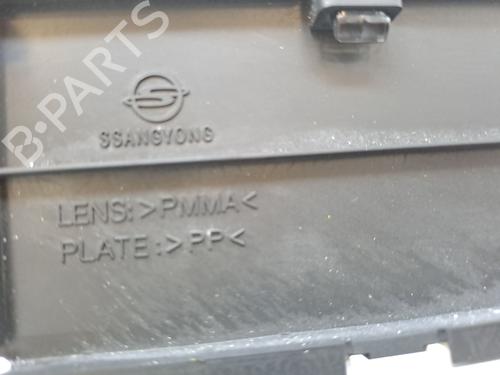 B-PARTS
SSANGYONG
LENS:>PMMA<
PLATE:>PP<